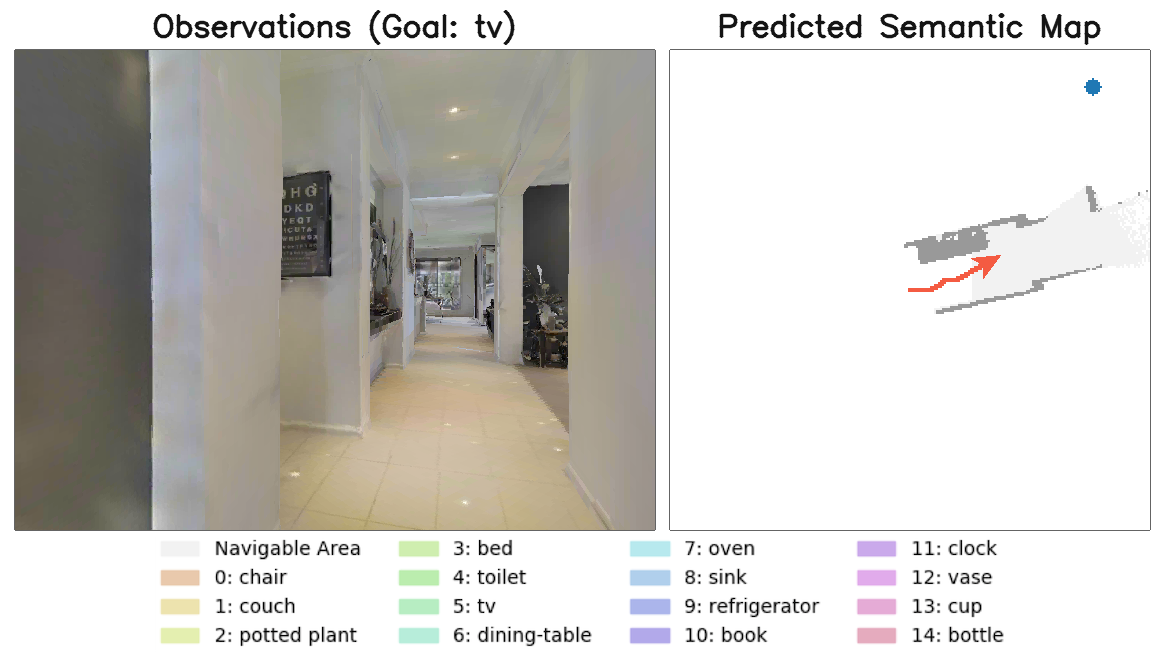 Observations (Goal: tv)
Predicted Semantic Map
HG
DKD
YEQT
Navigable Area
0: chair
1: couch
2: potted plant
3: bed
4: toilet
5: tv
6: dining-table
7: oven
8: sink
9: refrigerator
10: book
11: clock
12: vase
13: cup
14: bottle